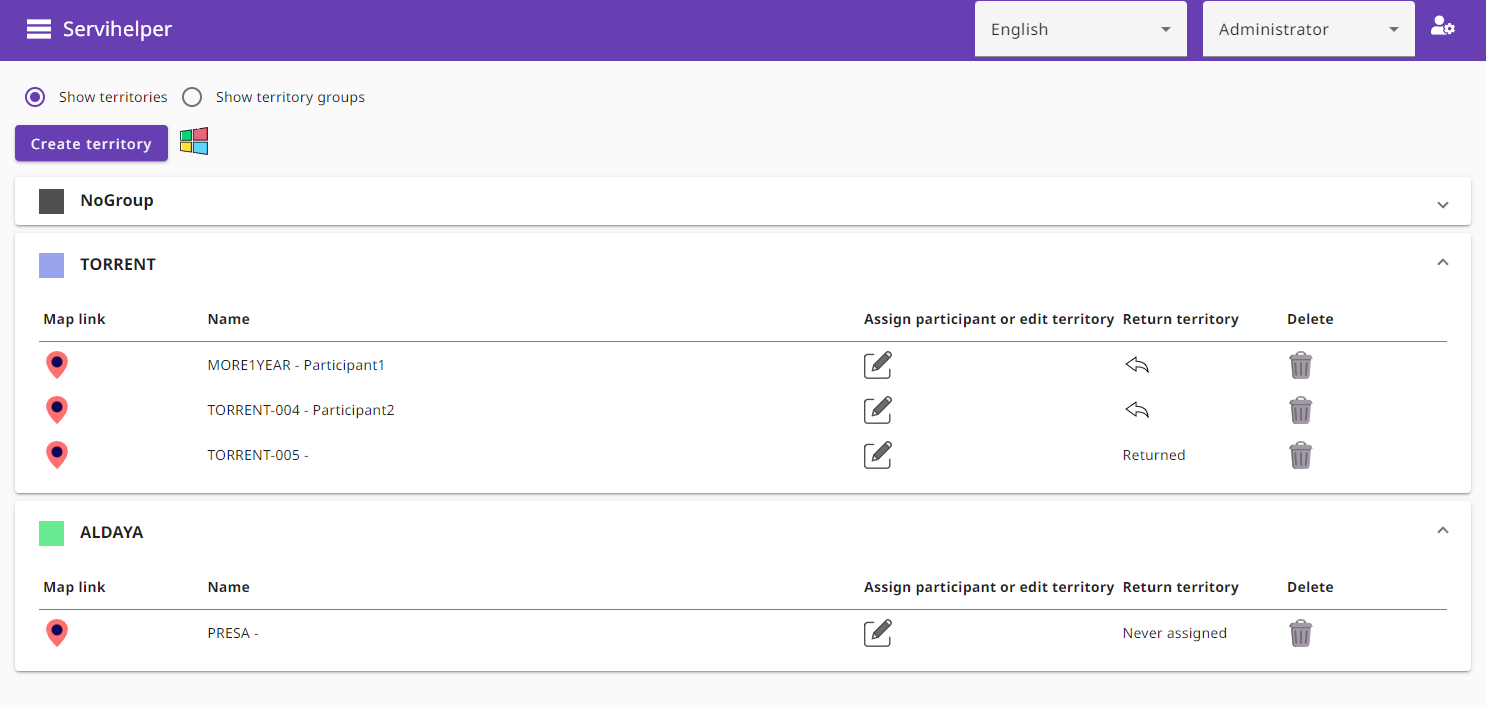 Servihelper English Administrator
Show territories Show territory groups
Create territory
NoGroup
TORRENT
Map link Name Assign participant or edit territory Return territory Delete
MORE1YEAR - Participant1
TORRENT-004 - Participant2
TORRENT-005 - Returned
ALDAYA
Map link Name Assign participant or edit territory Return territory Delete
PRESA - Never assigned